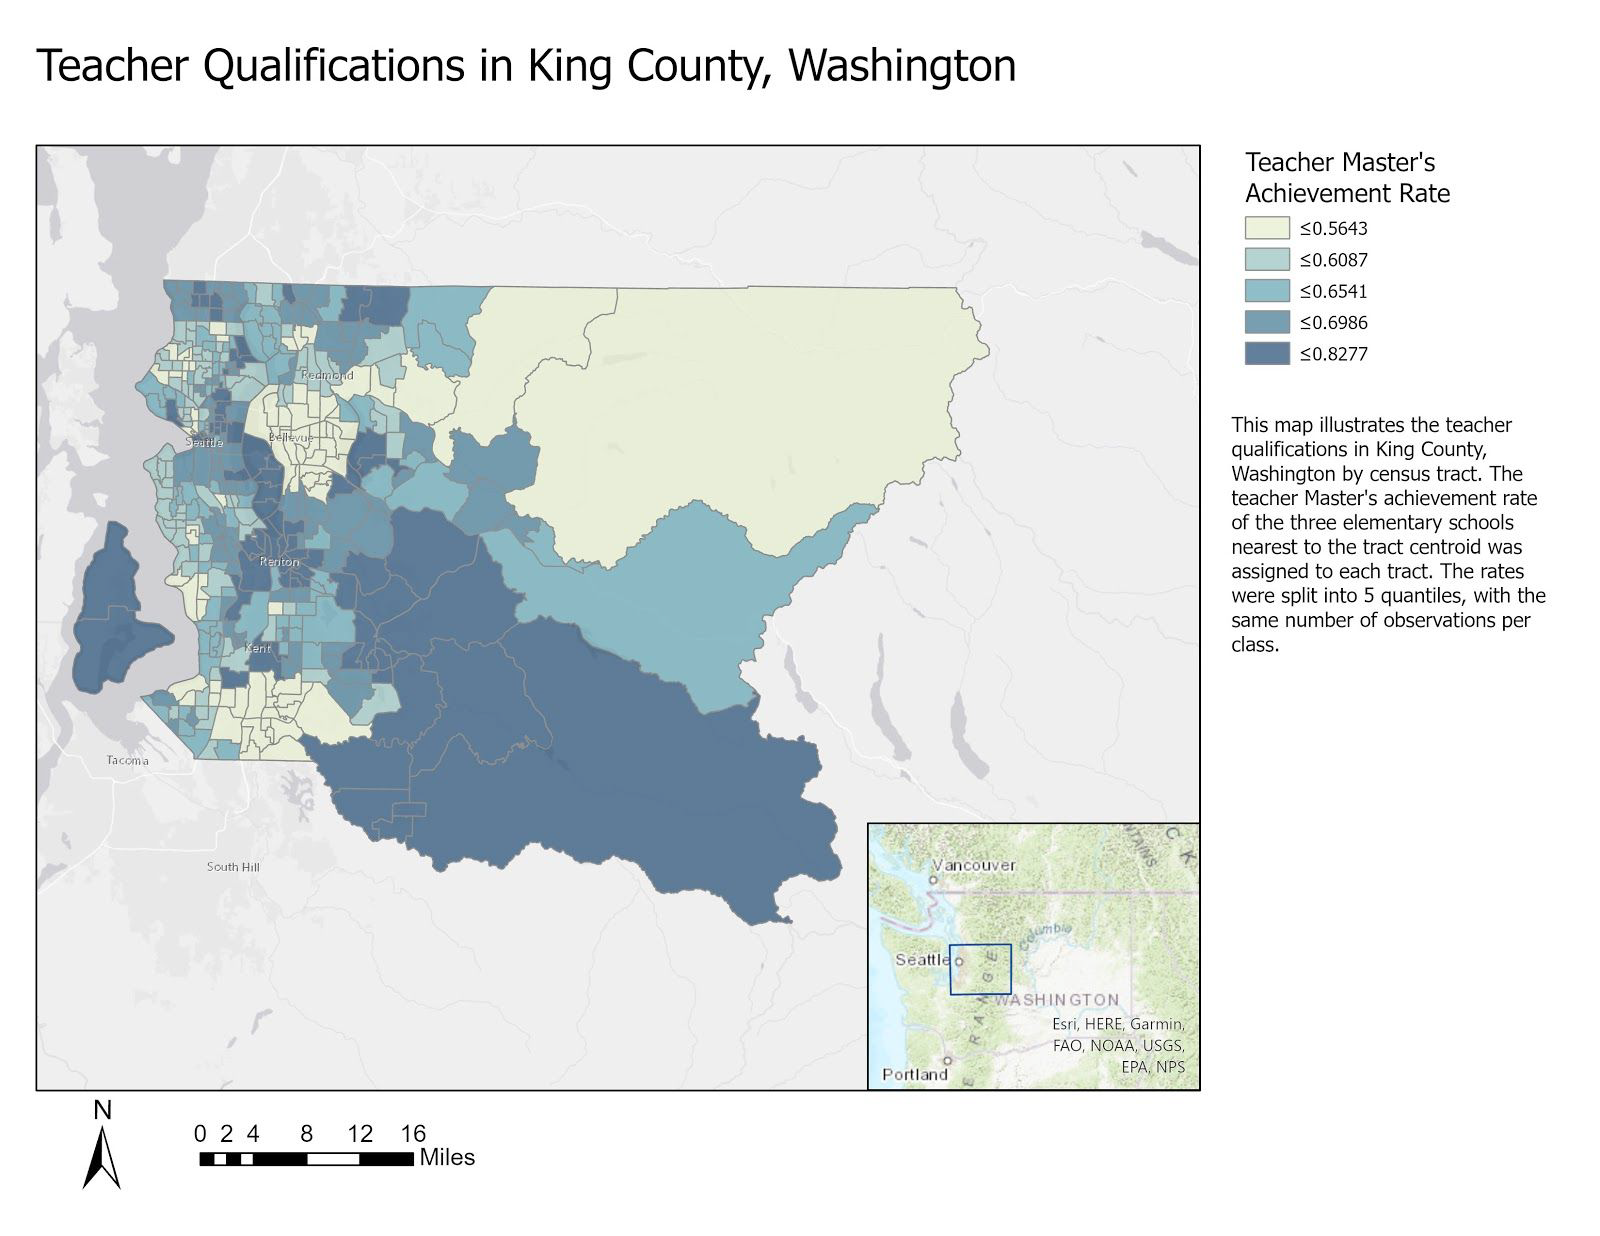 Teacher Qualifications in King County, Washington
Teacher Master's
Achievement Rate
≤0.5643
≤0.6087
≤0.6541
≤0.6986
≤0.8277
This map illustrates the teacher
qualifications in King County,
Washington by census tract. The
teacher Master's achievement rate
of the three elementary schools
nearest to the tract centroid was
assigned to each tract. The rates
were split into 5 quantiles, with the
same number of observations per
class.
Redmond
Bellevue
Seattle
Renton
Kent
Tacoma
South Hill
Vancouver
Columbia
Seattle
WASHINGTON
RANGE
Portland
Esri, HERE, Garmin,
FAO, NOAA, USGS,
EPA, NPS
N
0 2 4 8 12 16
Miles